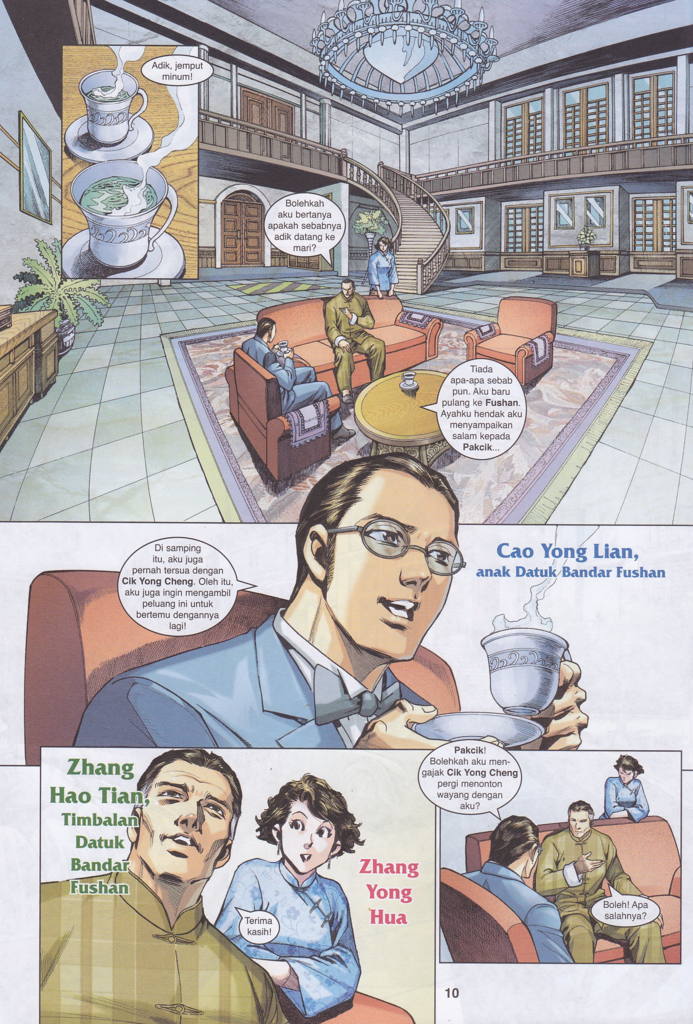 Adik, jemput
minum!
Bolehkah
aku bertanya
apakah sebabnya
adik datang ke
mari?
Tiada
apa-apa sebab
pun. Aku baru
pulang ke Fushan.
Ayahku hendak aku
menyampaikan
salam kepada
Pakcik...
Di samping
itu, aku juga
pernah tersua dengan
Cik Yong Cheng. Oleh itu,
aku juga ingin mengambil
peluang ini untuk
bertemu dengannya
lagi!
Cao Yong Lian,
anak Datuk Bandar Fushan
Zhang
Hao Tian,
Timbalan
Datuk
Bandar
Fushan
Terima
kasih!
Zhang
Yong
Hua
Pakcik!
Bolehkah aku men-
gajak Cik Yong Cheng
pergi menonton
wayang dengan
aku?
Boleh! Apa
salahnya?
10